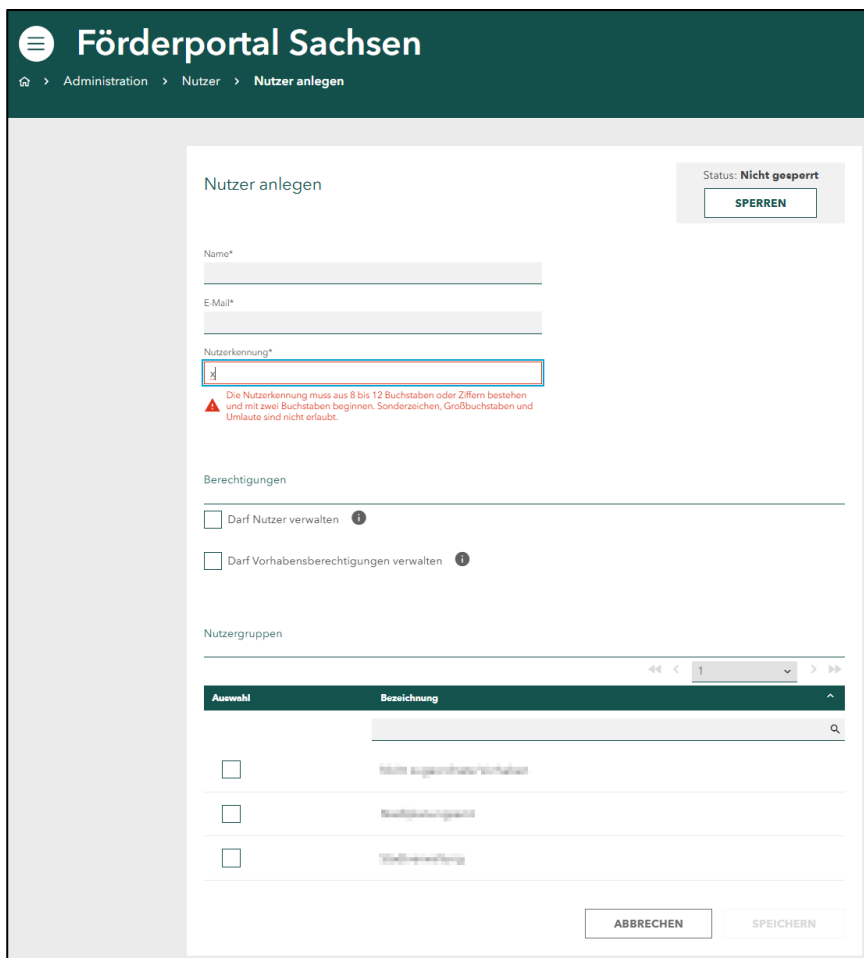 Förderportal Sachsen
Administration > Nutzer > Nutzer anlegen
Nutzer anlegen
Status: Nicht gesperrt
SPERREN
Name*
E-Mail*
Nutzerkennung*
x
Die Nutzerkennung muss aus 8 bis 12 Buchstaben oder Ziffern bestehen
und mit zwei Buchstaben beginnen. Sonderzeichen, Großbuchstaben und
Umlaute sind nicht erlaubt.
Berechtigungen
Darf Nutzer verwalten
Darf Vorhabensberechtigungen verwalten
Nutzergruppen
1
Auswahl Bezeichnung
ABBRECHEN SPEICHERN